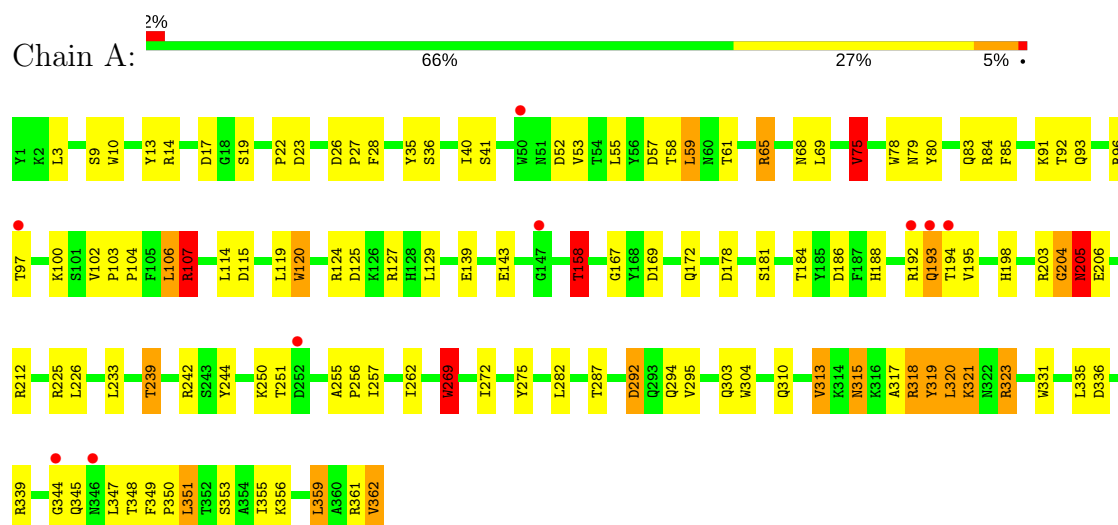 2%
Chain A:
66% 27% 5% •
Y1 K2 L3 S9 W10 Y13 R14 D17 G18 S19 P22 D23 D26 P27 F28 Y35 S36 I40 S41 W50 N51 D52 V53 T54 L55 Y56 D57 T58 L59 N60 T61 R65 N68 L69 V75 W78 N79 Y80 Q83 R84 F85 K91 T92 Q93
T97 K100 S101 V102 P103 P104 F105 L106 R107 L114 D115 L119 W120 R124 D125 K126 R127 H128 L129 E139 E143 G147 T158 G167 Y168 D169 Q172 D178 S181 T184 Y185 D186 F187 H188 R192 Q193 T194 V195 H198 R203 G204 N205 E206
R212 R225 L226 L233 T239 R242 S243 Y244 K250 T251 D252 A255 P256 I257 I262 W269 I272 Y275 L282 T287 D292 Q293 Q294 V295 Q303 W304 Q310 V313 K314 N315 K316 A317 R318 Y319 L320 K321 N322 R323 W331 L335 D336
R339 G344 Q345 N346 L347 T348 F349 P350 L351 T352 S353 A354 I355 K356 L359 A360 R361 V362